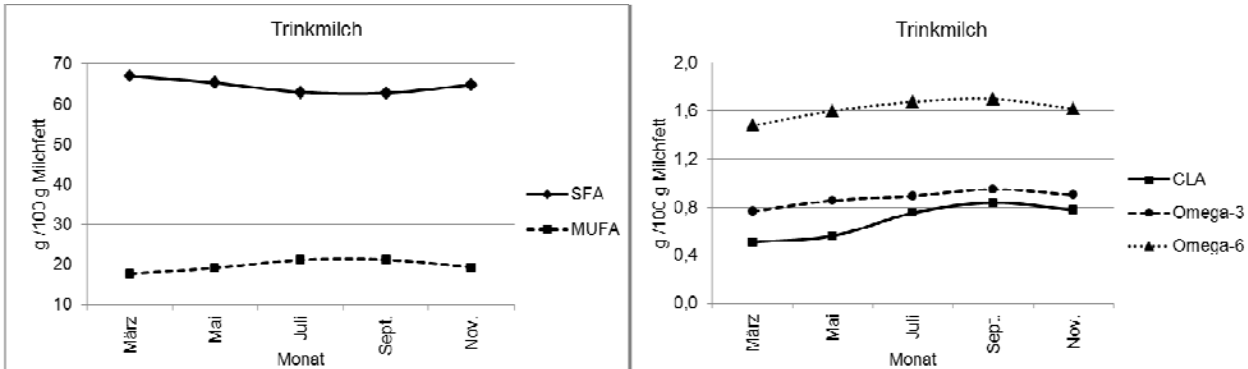 Trinkmilch
70
60
50
40
30
20
10
g /100 g Milchfett
März
Mai
Juli
Sept.
Nov.
Monat
SFA
MUFA
Trinkmilch
2,0
1,6
1,2
0,8
0,4
0,0
g /100 g Milchfett
März
Mai
Juli
Sept.
Nov.
Monat
CLA
Omega-3
Omega-6